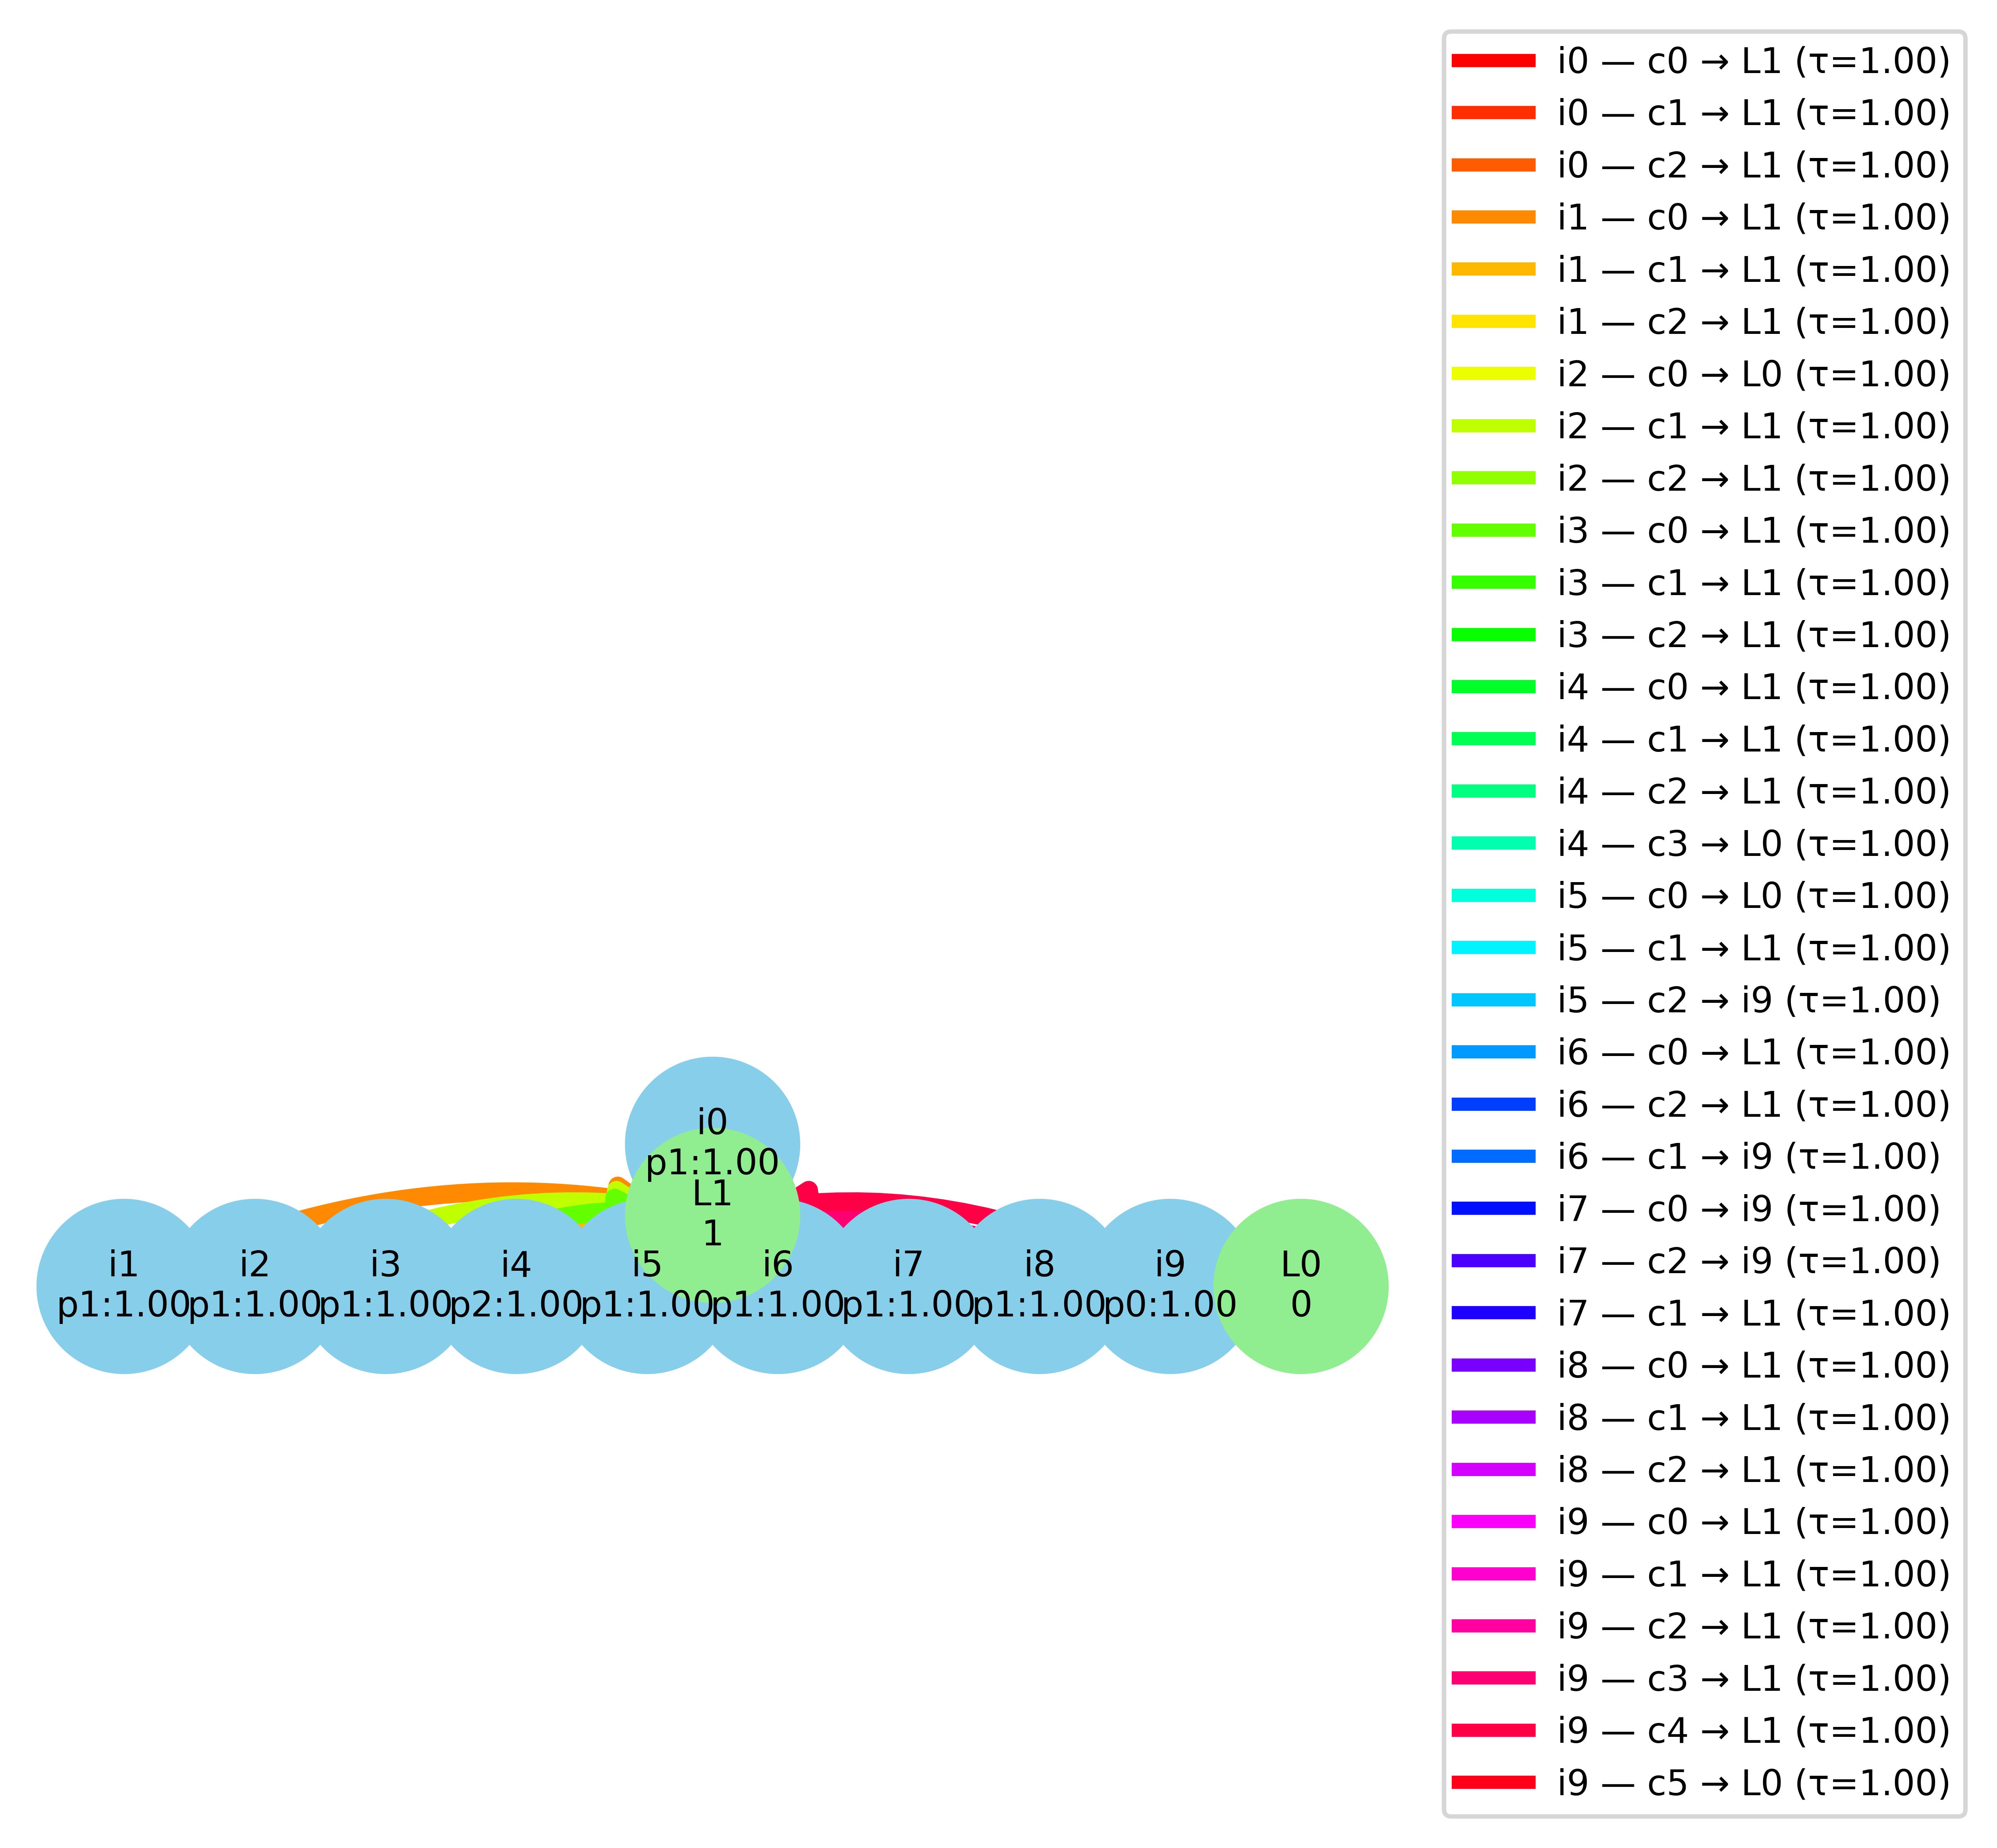 i0
p1:1.00
L1
1
i1
p1:1.00
i2
p1:1.00
i3
p1:1.00
i4
p2:1.00
i5
p1:1.00
i6
p1:1.00
i7
p1:1.00
i8
p1:1.00
i9
p0:1.00
L0
0
i0 — c0 → L1 (τ=1.00)
i0 — c1 → L1 (τ=1.00)
i0 — c2 → L1 (τ=1.00)
i1 — c0 → L1 (τ=1.00)
i1 — c1 → L1 (τ=1.00)
i1 — c2 → L1 (τ=1.00)
i2 — c0 → L0 (τ=1.00)
i2 — c1 → L1 (τ=1.00)
i2 — c2 → L1 (τ=1.00)
i3 — c0 → L1 (τ=1.00)
i3 — c1 → L1 (τ=1.00)
i3 — c2 → L1 (τ=1.00)
i4 — c0 → L1 (τ=1.00)
i4 — c1 → L1 (τ=1.00)
i4 — c2 → L1 (τ=1.00)
i4 — c3 → L0 (τ=1.00)
i5 — c0 → L0 (τ=1.00)
i5 — c1 → L1 (τ=1.00)
i5 — c2 → i9 (τ=1.00)
i6 — c0 → L1 (τ=1.00)
i6 — c2 → L1 (τ=1.00)
i6 — c1 → i9 (τ=1.00)
i7 — c0 → i9 (τ=1.00)
i7 — c2 → i9 (τ=1.00)
i7 — c1 → L1 (τ=1.00)
i8 — c0 → L1 (τ=1.00)
i8 — c1 → L1 (τ=1.00)
i8 — c2 → L1 (τ=1.00)
i9 — c0 → L1 (τ=1.00)
i9 — c1 → L1 (τ=1.00)
i9 — c2 → L1 (τ=1.00)
i9 — c3 → L1 (τ=1.00)
i9 — c4 → L1 (τ=1.00)
i9 — c5 → L0 (τ=1.00)